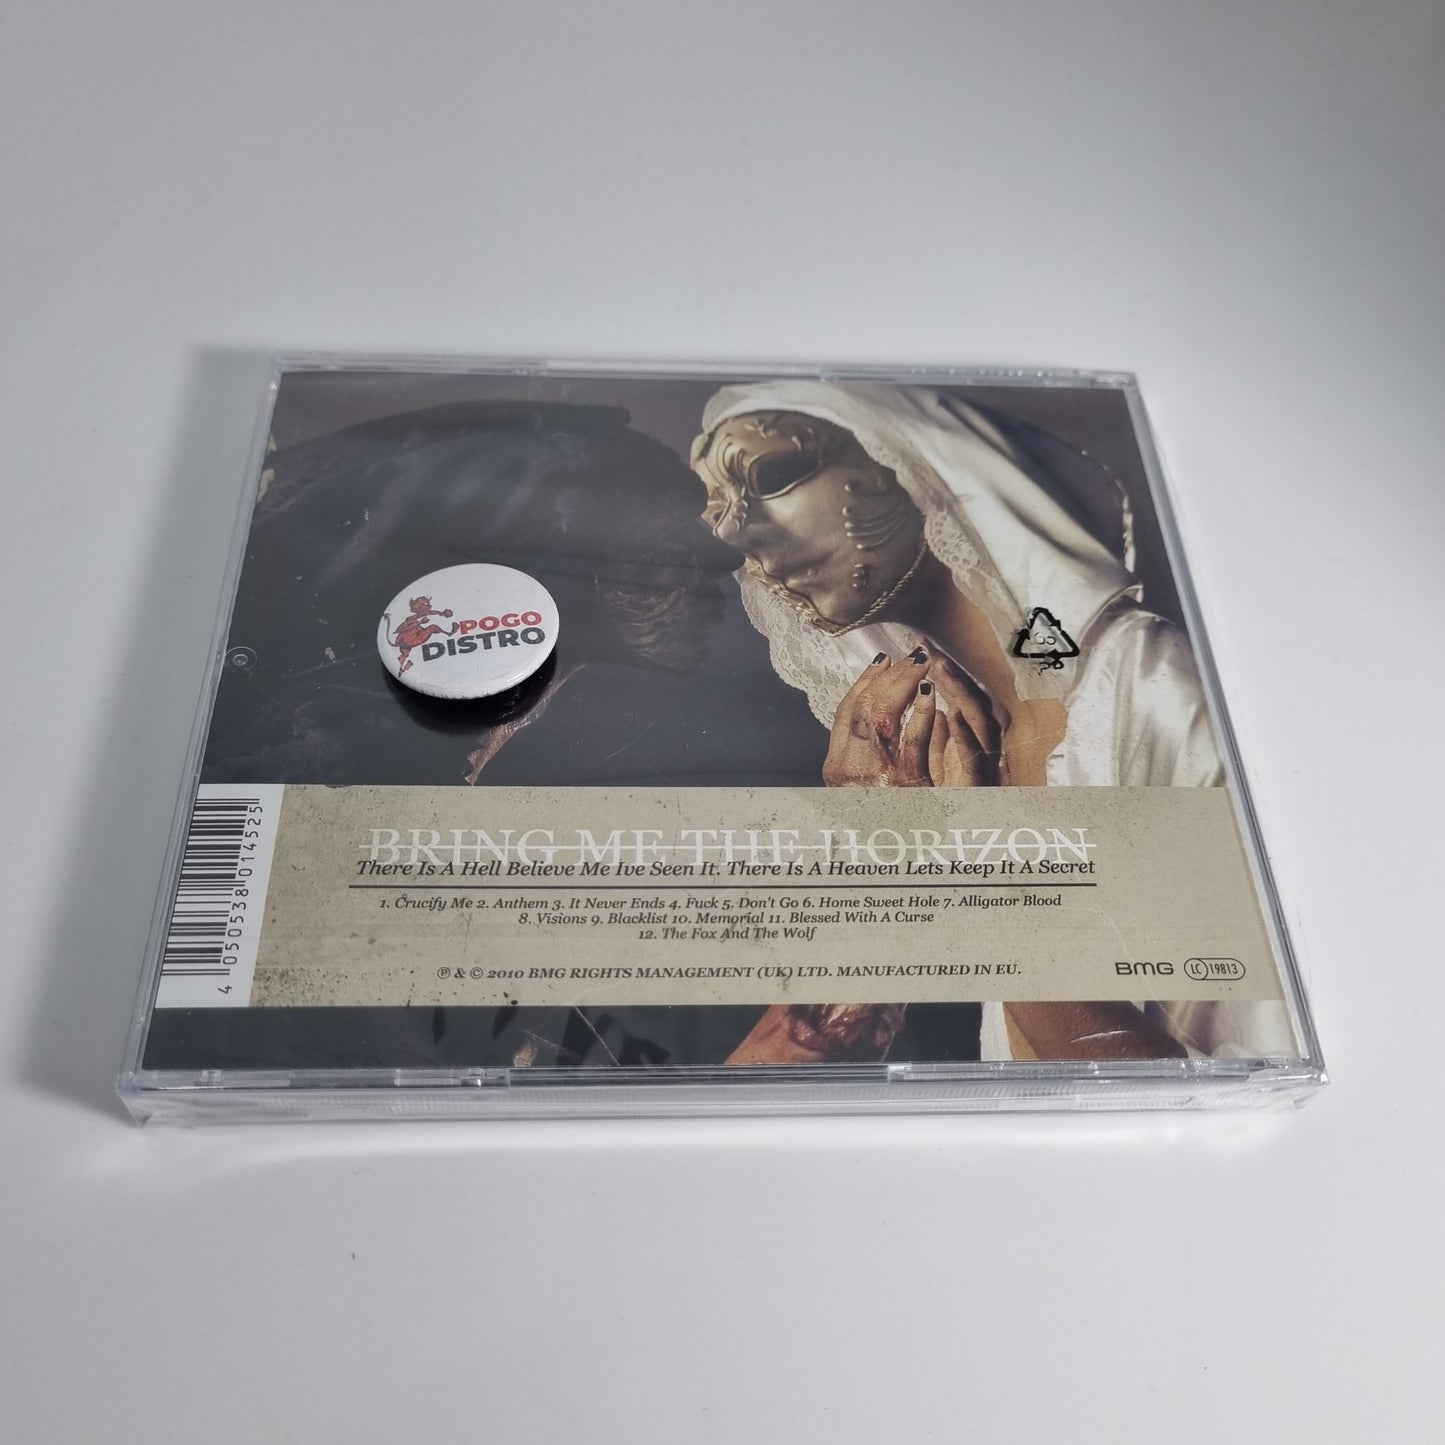 POGO
DISTRO
BRING ME THE HORIZON
There Is A Hell Believe Me Ive Seen It. There Is A Heaven Lets Keep It A Secret
1. Crucify Me 2. Anthem 3. It Never Ends 4. Fuck 5. Don't Go 6. Home Sweet Hole 7. Alligator Blood
8. Visions 9. Blacklist 10. Memorial 11. Blessed With A Curse
12. The Fox And The Wolf
℗ & © 2010 BMG RIGHTS MANAGEMENT (UK) LTD. MANUFACTURED IN EU.
BMG LC 19813
4 050538 014525